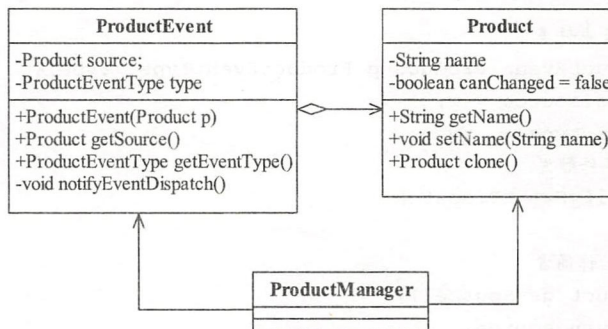 ProductEvent
-Product source;
-ProductEventType type
+ProductEvent(Product p)
+Product getSource()
+ProductEventType getEventType()
-void notifyEventDispatch()
Product
-String name
-boolean canChanged = false
+String getName()
+void setName(String name)
+Product clone()
ProductManager